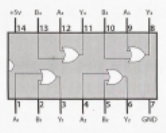 +5v B₄ A₄ Y₄ B₃ A₃ Y₃
14 13 12 11 10 9 8
1 2 3 4 5 6 7
A₁ B₁ Y₁ A₂ B₂ Y₂ GND